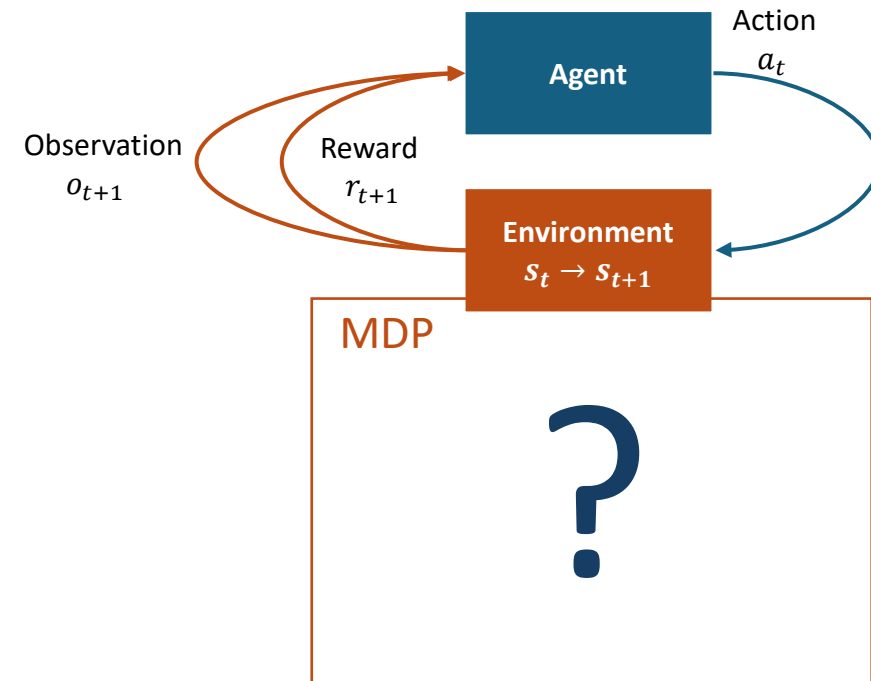 Action
a_t
Agent
Observation
o_{t+1}
Reward
r_{t+1}
Environment
s_t → s_{t+1}
MDP
?